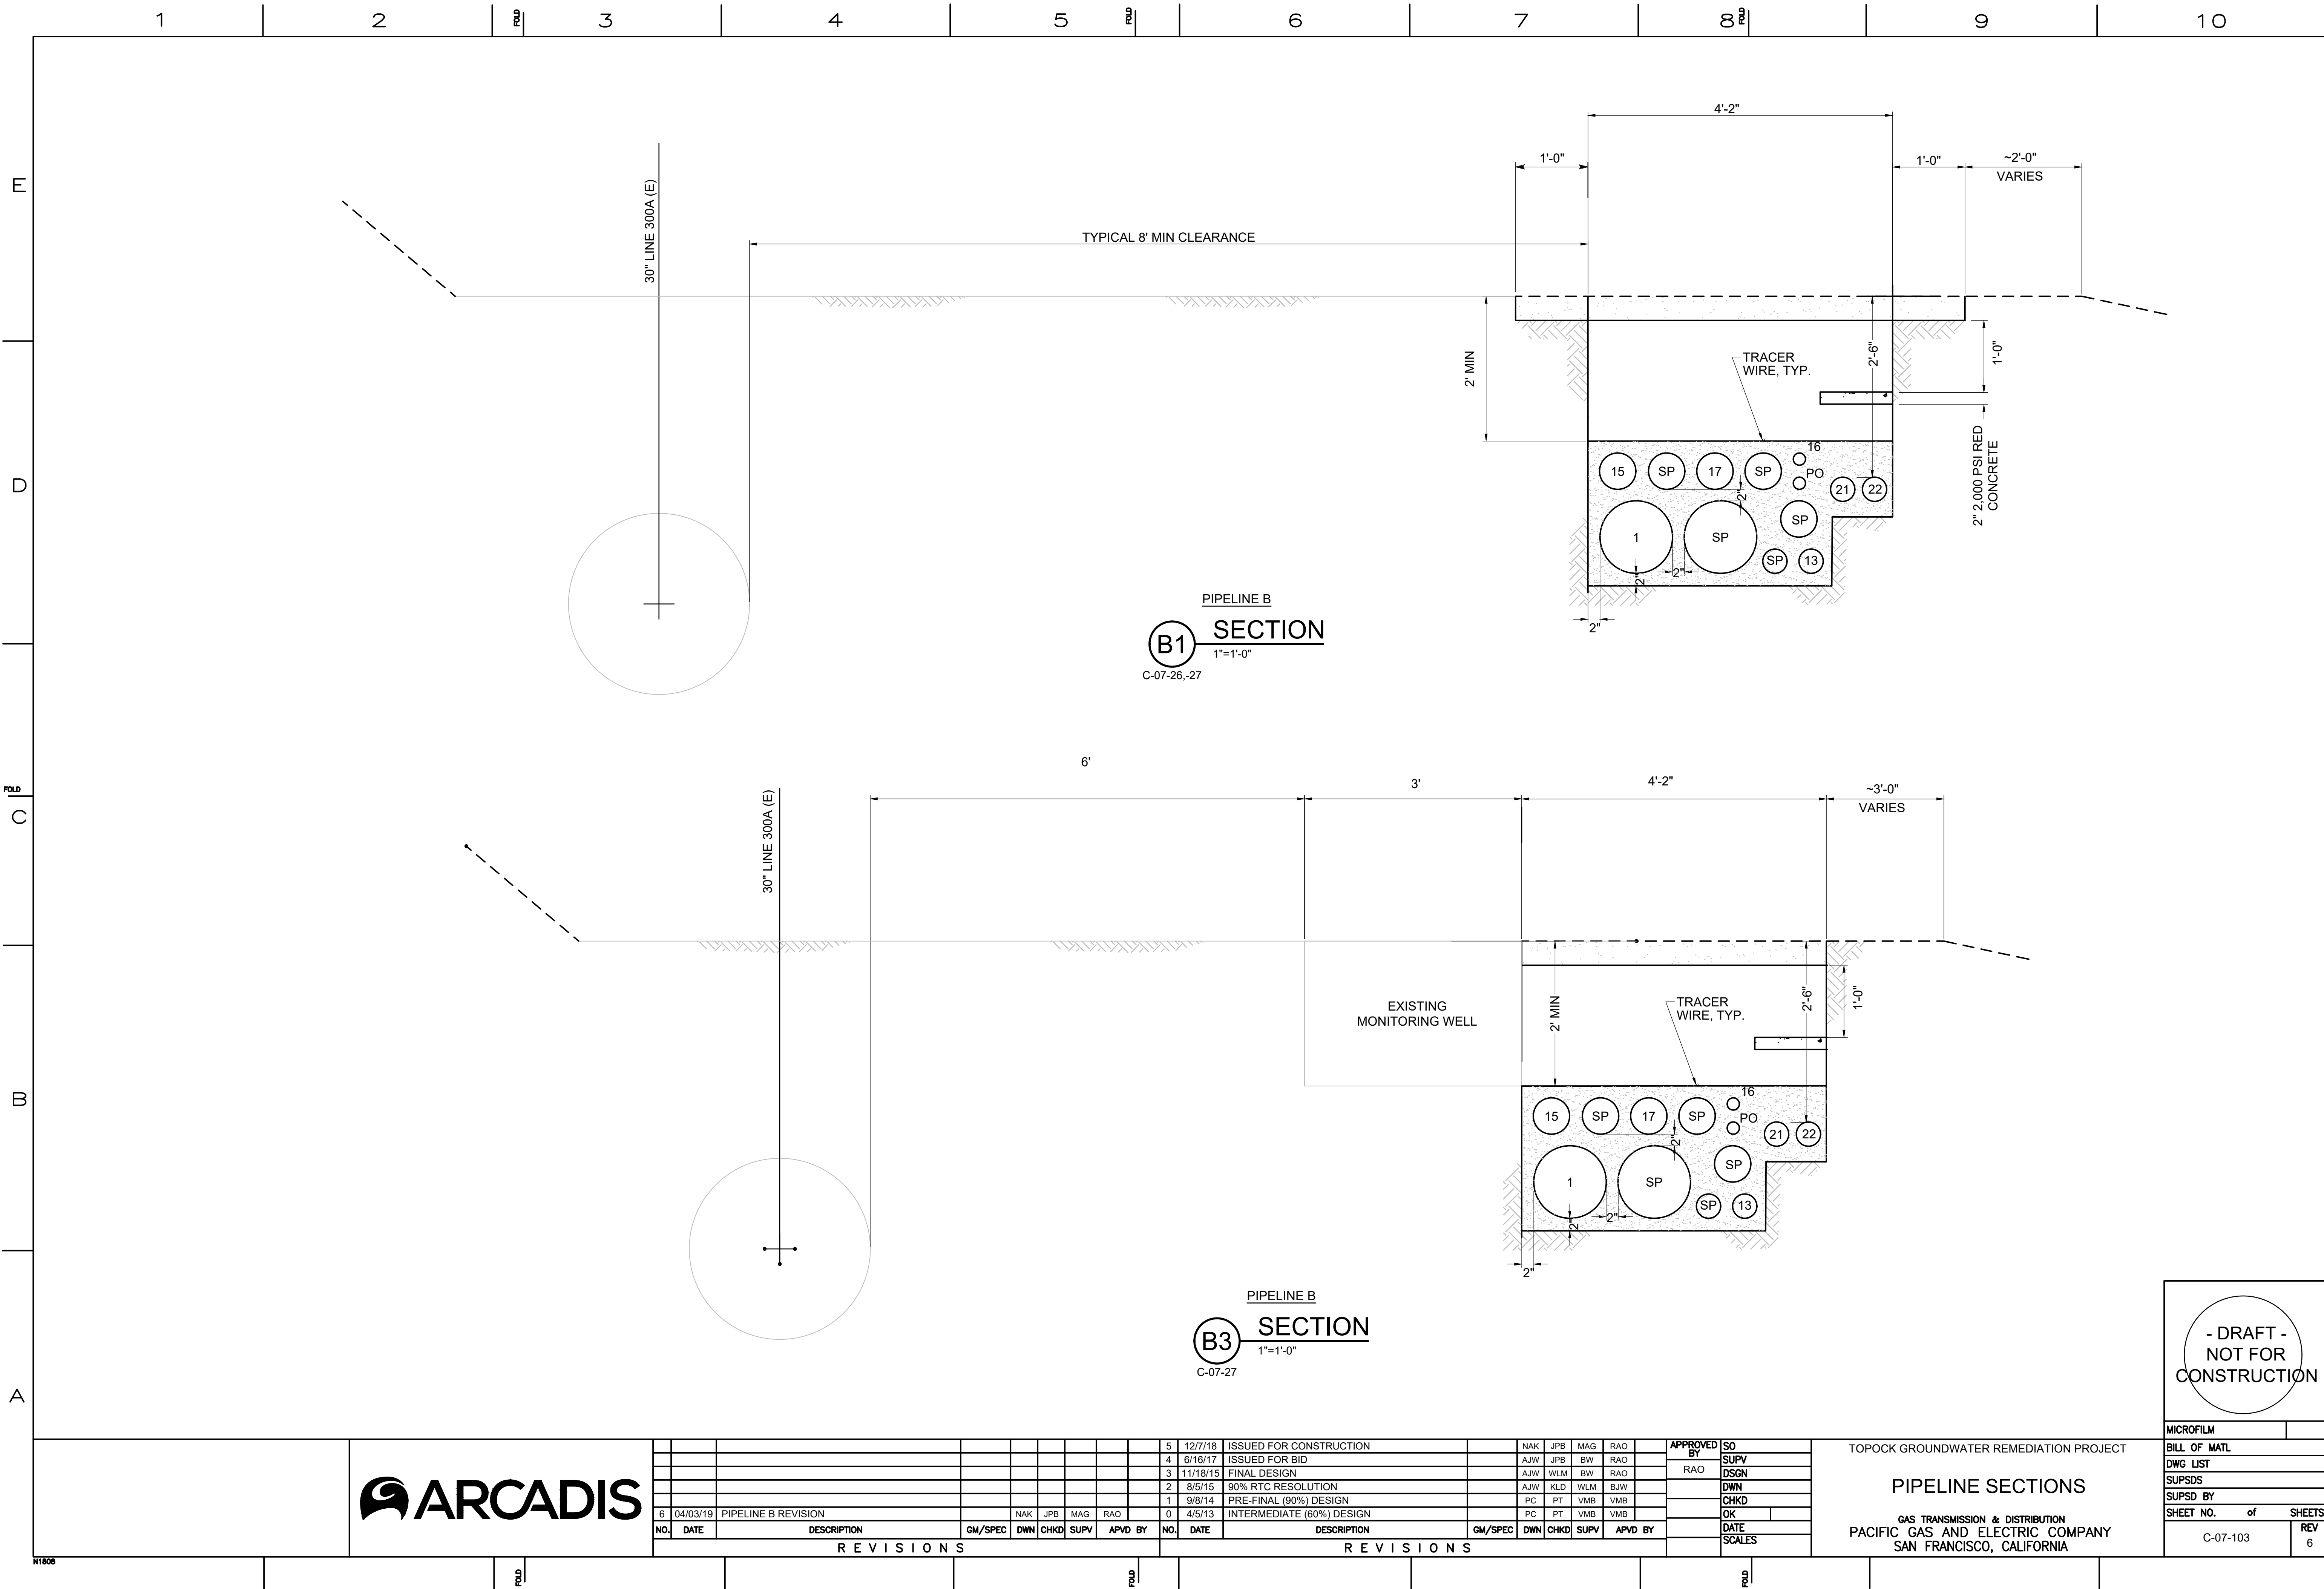 1 2 FOLD 3 4 5 FOLD 6 7 8 FOLD 9 10
E
D
FOLD
C
B
A
4'-2"
1'-0"
1'-0"
~2'-0"
VARIES
30" LINE 300A (E)
TYPICAL 8' MIN CLEARANCE
2' MIN
TRACER
WIRE, TYP.
2'-6"
1'-0"
2" 2,000 PSI RED
CONCRETE
16
15 SP 17 SP PO
21 22
2"
SP
1 SP
SP 13
2"
2"
2"
PIPELINE B
B1 SECTION
1"=1'-0"
C-07-26,-27
6'
3'
4'-2"
~3'-0"
VARIES
30" LINE 300A (E)
EXISTING
MONITORING WELL
2' MIN
TRACER
WIRE, TYP.
2'-6"
1'-0"
16
15 SP 17 SP PO
21 22
2"
SP
1 SP
SP 13
2"
2"
2"
PIPELINE B
B3 SECTION
1"=1'-0"
C-07-27
- DRAFT -
NOT FOR
CONSTRUCTION
ARCADIS
6 04/03/19 PIPELINE B REVISION NAK JPB MAG RAO
NO. DATE DESCRIPTION GM/SPEC DWN CHKD SUPV APVD BY
REVISIONS
5 12/7/18 ISSUED FOR CONSTRUCTION NAK JPB MAG RAO
4 6/16/17 ISSUED FOR BID AJW JPB BW RAO
3 11/18/15 FINAL DESIGN AJW WLM BW RAO
2 8/5/15 90% RTC RESOLUTION AJW KLD WLM BJW
1 9/8/14 PRE-FINAL (90%) DESIGN PC PT VMB VMB
0 4/5/13 INTERMEDIATE (60%) DESIGN PC PT VMB VMB
NO. DATE DESCRIPTION GM/SPEC DWN CHKD SUPV APVD BY
REVISIONS
APPROVED
BY
RAO
SO
SUPV
DSGN
DWN
CHKD
OK
DATE
SCALES
TOPOCK GROUNDWATER REMEDIATION PROJECT
PIPELINE SECTIONS
GAS TRANSMISSION & DISTRIBUTION
PACIFIC GAS AND ELECTRIC COMPANY
SAN FRANCISCO, CALIFORNIA
MICROFILM
BILL OF MATL
DWG LIST
SUPSDS
SUPSD BY
SHEET NO. of SHEETS
C-07-103
REV
6
N1808
FOLD FOLD FOLD